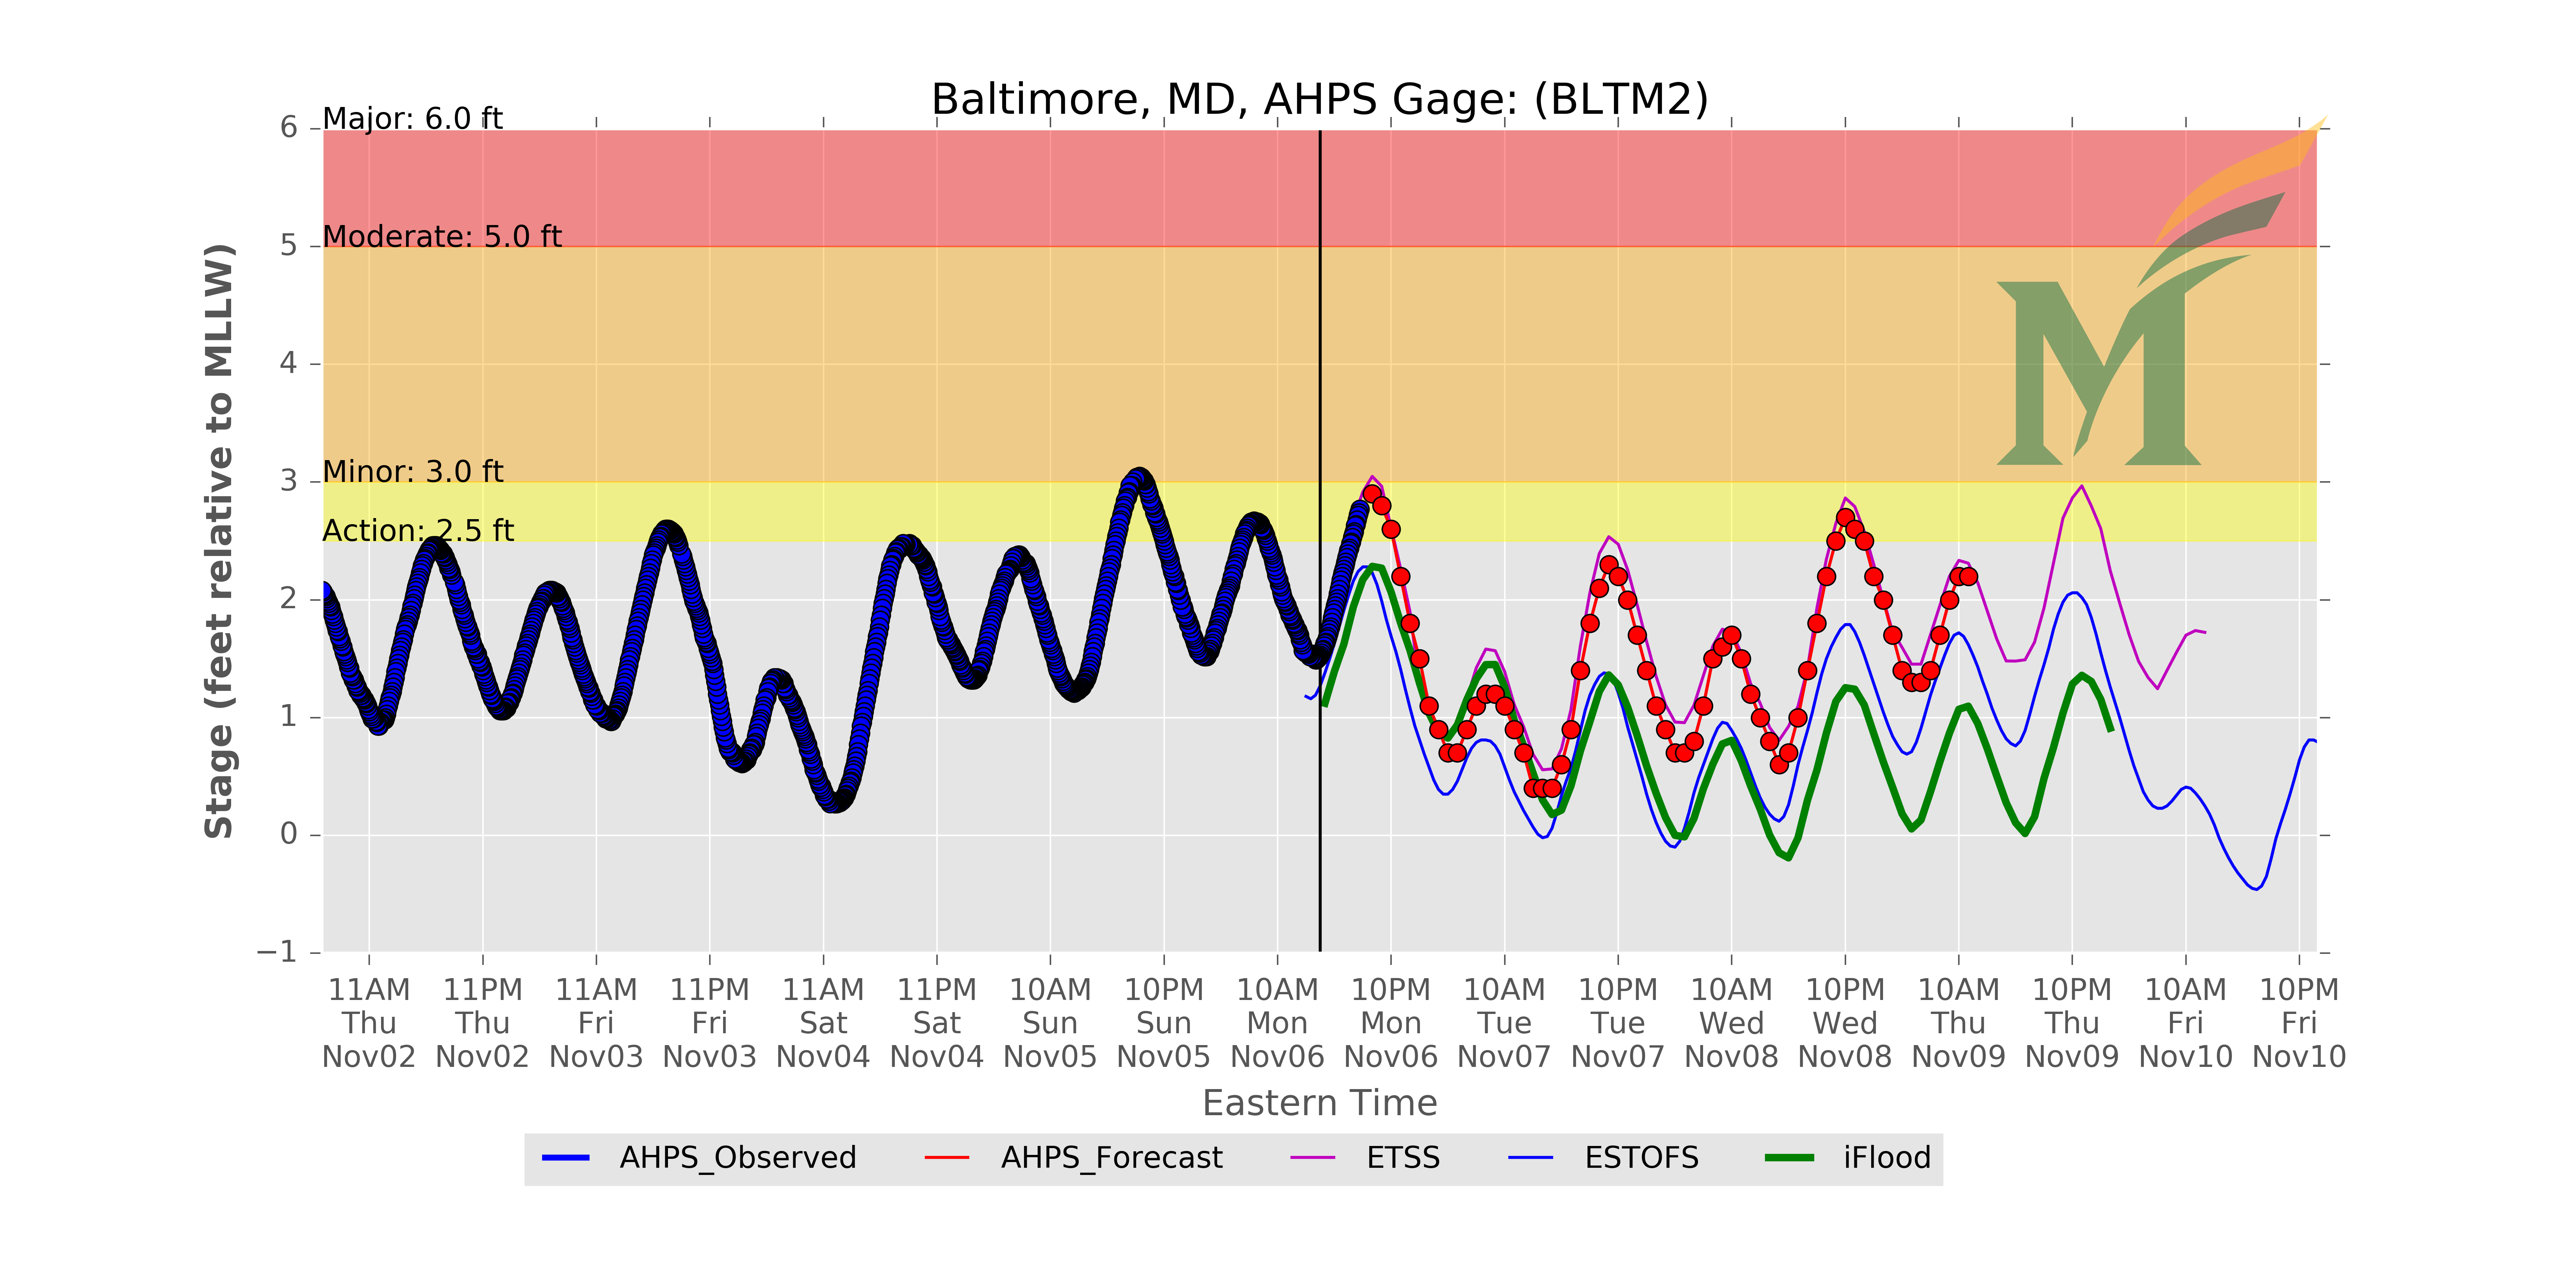 Baltimore, MD, AHPS Gage: (BLTM2)
Major: 6.0 ft
Moderate: 5.0 ft
Minor: 3.0 ft
Action: 2.5 ft
6
5
4
3
2
1
0
−1
Stage (feet relative to MLLW)
11AM 11PM 11AM 11PM 11AM 11PM 10AM 10PM 10AM 10PM 10AM 10PM 10AM 10PM 10AM 10PM 10AM 10PM
Thu Thu Fri Fri Sat Sat Sun Sun Mon Mon Tue Tue Wed Wed Thu Thu Fri Fri
Nov02 Nov02 Nov03 Nov03 Nov04 Nov04 Nov05 Nov05 Nov06 Nov06 Nov07 Nov07 Nov08 Nov08 Nov09 Nov09 Nov10 Nov10
Eastern Time
AHPS_Observed AHPS_Forecast ETSS ESTOFS iFlood
M